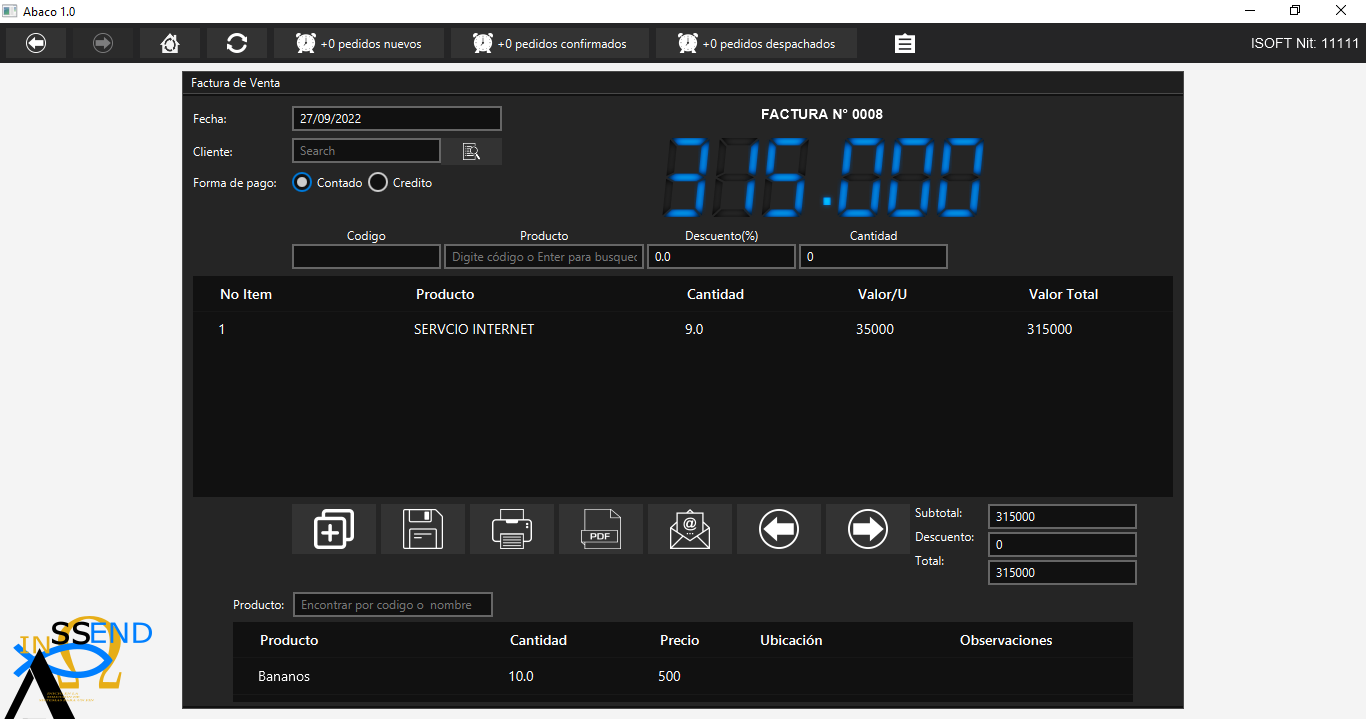 Abaco 1.0
+0 pedidos nuevos
+0 pedidos confirmados
+0 pedidos despachados
ISOFT Nit: 11111
Factura de Venta
Fecha:
27/09/2022
FACTURA N° 0008
Cliente:
Search
315.000
Forma de pago:
Contado
Credito
Codigo
Producto
Descuento(%)
Cantidad
Digite código o Enter para busquec
0.0
0
No Item
Producto
Cantidad
Valor/U
Valor Total
1
SERVCIO INTERNET
9.0
35000
315000
PDF
@
Subtotal:
315000
Descuento:
0
Total:
315000
Producto:
Encontrar por codigo o nombre
Producto
Cantidad
Precio
Ubicación
Observaciones
Bananos
10.0
500
INSSEND